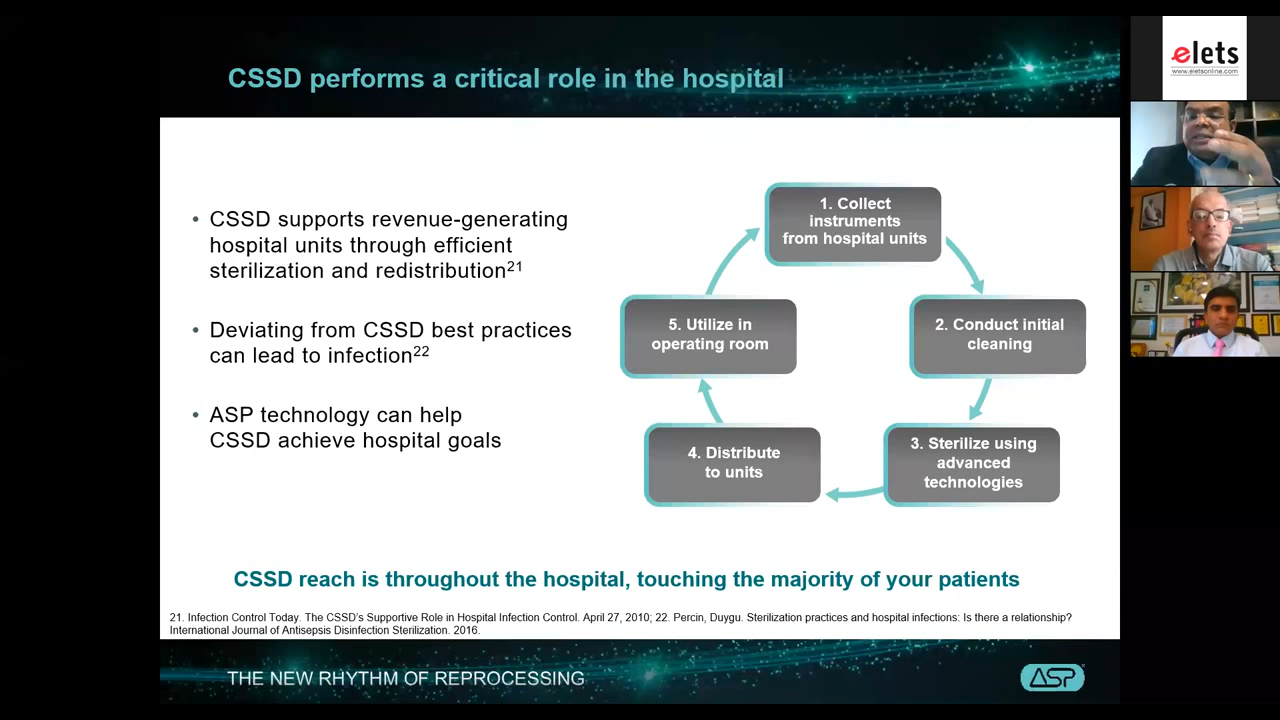 CSSD performs a critical role in the hospital
• CSSD supports revenue-generating
hospital units through efficient
sterilization and redistribution21
• Deviating from CSSD best practices
can lead to infection22
• ASP technology can help
CSSD achieve hospital goals
1. Collect
instruments
from hospital units
2. Conduct initial
cleaning
3. Sterilize using
advanced
technologies
4. Distribute
to units
5. Utilize in
operating room
CSSD reach is throughout the hospital, touching the majority of your patients
21. Infection Control Today. The CSSD's Supportive Role in Hospital Infection Control. April 27, 2010; 22. Percin, Duygu. Sterilization practices and hospital infections: Is there a relationship?
International Journal of Antisepsis Disinfection Sterilization. 2016.
THE NEW RHYTHM OF REPROCESSING
ASP
elets
www.eletsonline.com